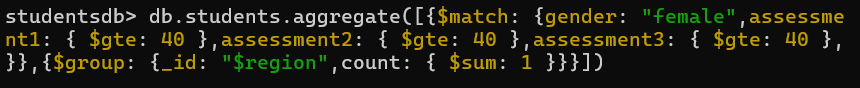 studentsdb> db.students.aggregate([{$match: {gender: "female",assessme
nt1: { $gte: 40 },assessment2: { $gte: 40 },assessment3: { $gte: 40 },
}},{$group: {_id: "$region",count: { $sum: 1 }}}])